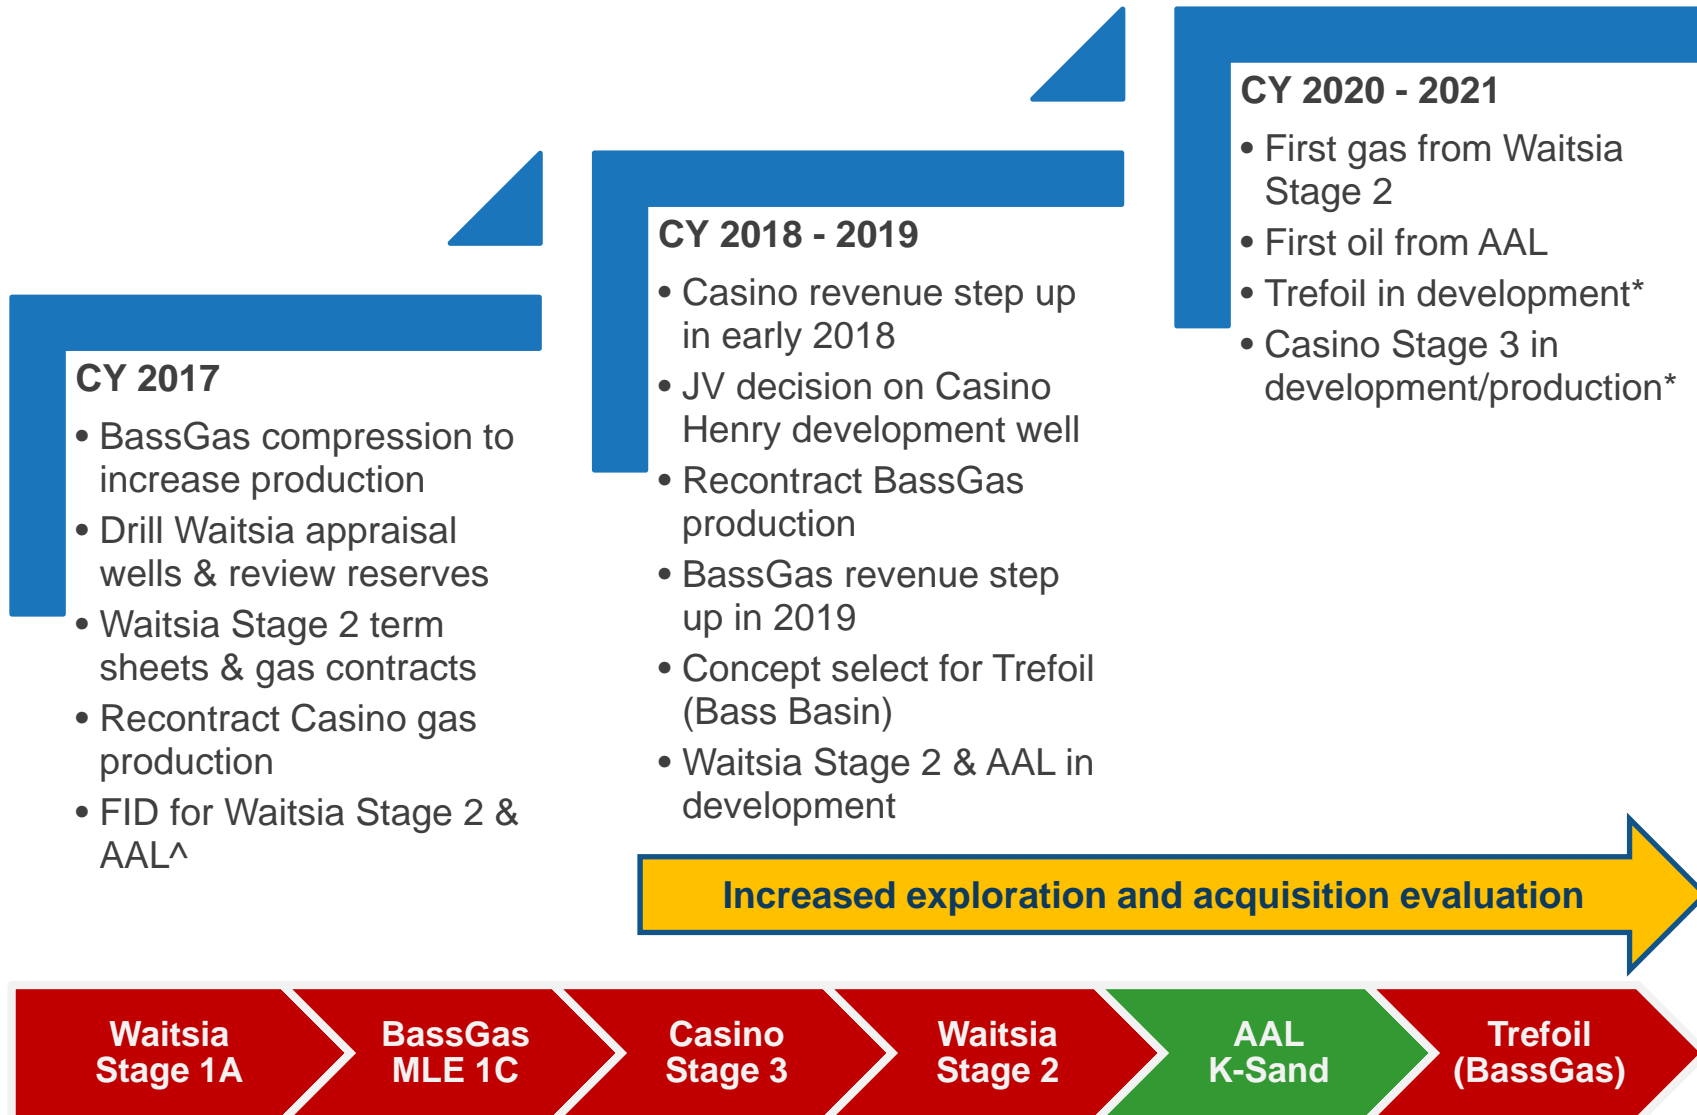 CY 2017
• BassGas compression to
increase production
• Drill Waitsia appraisal
wells & review reserves
• Waitsia Stage 2 term
sheets & gas contracts
• Recontract Casino gas
production
• FID for Waitsia Stage 2 &
AAL^
CY 2018 - 2019
• Casino revenue step up
in early 2018
• JV decision on Casino
Henry development well
• Recontract BassGas
production
• BassGas revenue step
up in 2019
• Concept select for Trefoil
(Bass Basin)
• Waitsia Stage 2 & AAL in
development
CY 2020 - 2021
• First gas from Waitsia
Stage 2
• First oil from AAL
• Trefoil in development*
• Casino Stage 3 in
development/production*
Increased exploration and acquisition evaluation
Waitsia
Stage 1A
BassGas
MLE 1C
Casino
Stage 3
Waitsia
Stage 2
AAL
K-Sand
Trefoil
(BassGas)